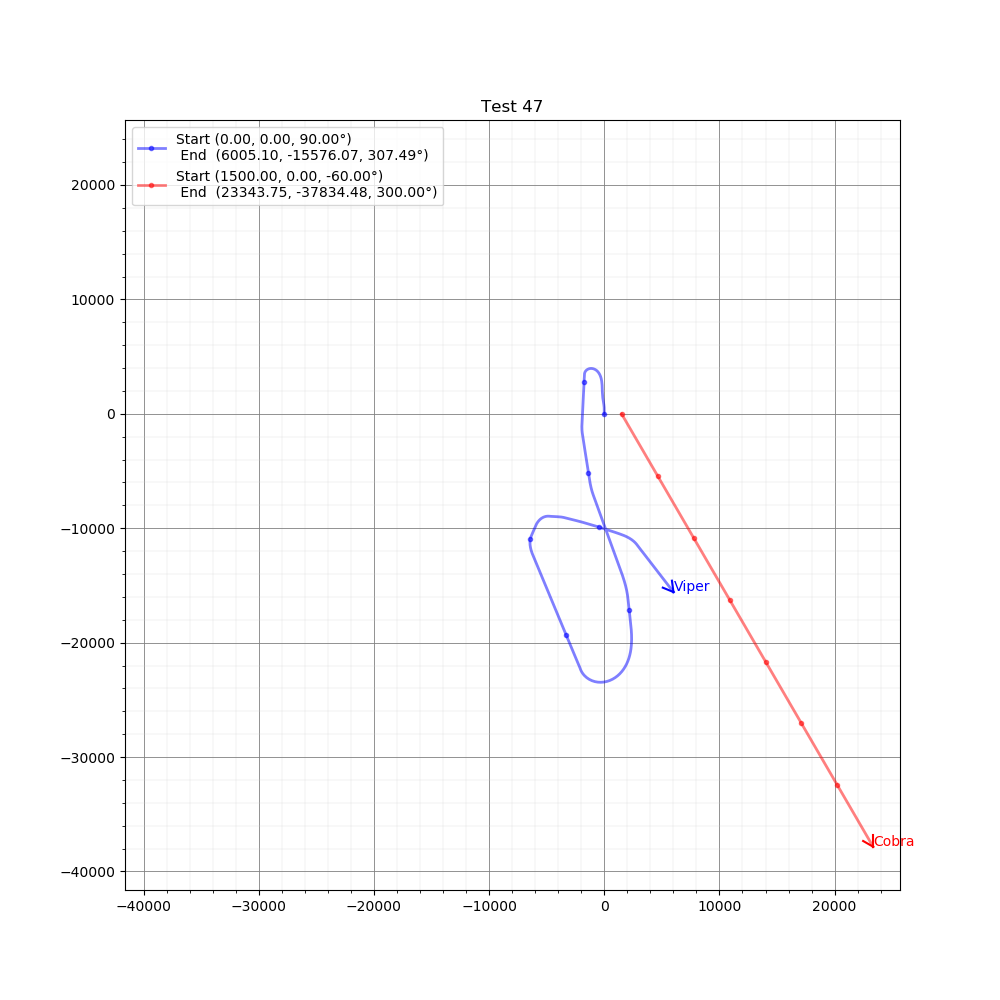 Test 47
Start (0.00, 0.00, 90.00°)
End (6005.10, -15576.07, 307.49°)
Start (1500.00, 0.00, -60.00°)
End (23343.75, -37834.48, 300.00°)
20000
10000
0
−10000
−20000
−30000
−40000
Viper
Cobra
−40000 −30000 −20000 −10000 0 10000 20000